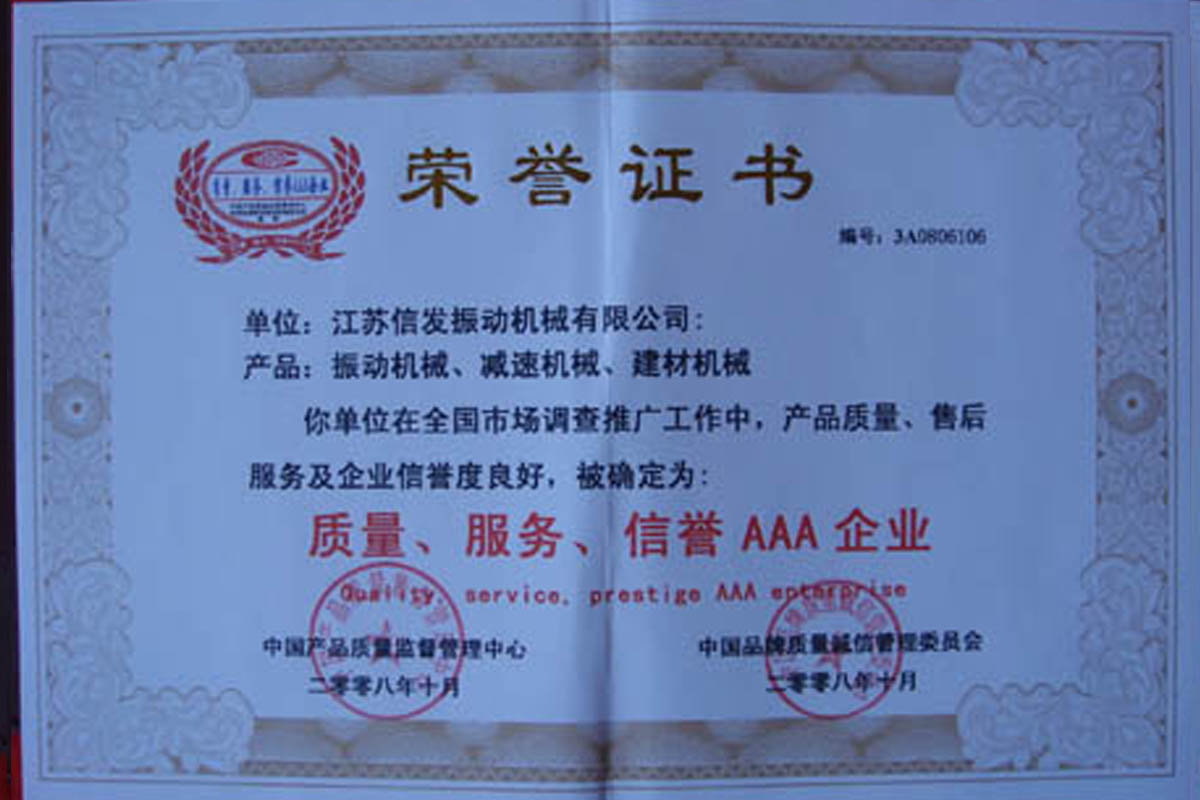 荣誉证书
编号：3A0806106
单位：江苏信发振动机械有限公司：
产品：振动机械、减速机械、建材机械
你单位在全国市场调查推广工作中，产品质量、售后
服务及企业信誉度良好，被确定为：
质量、服务、信誉 AAA 企业
Quality, service, prestige AAA enterprise
中国产品质量监督管理中心
中国品牌质量誠信管理委员会
二零零八年十月
二零零八年十月